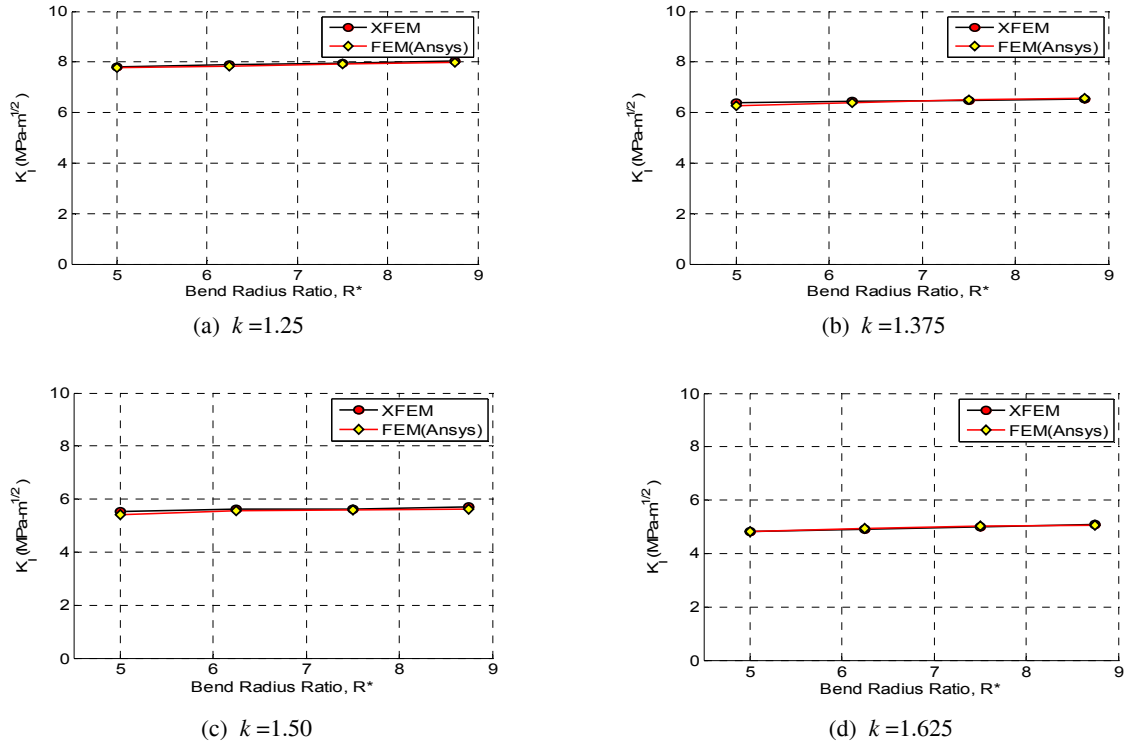 10
8
6
4
2
0
K_I (MPa-m^1/2)
XFEM
FEM(Ansys)
5 6 7 8 9
Bend Radius Ratio, R*
(a) k =1.25
10
8
6
4
2
0
K_I (MPa-m^1/2)
XFEM
FEM(Ansys)
5 6 7 8 9
Bend Radius Ratio, R*
(b) k =1.375
10
8
6
4
2
0
K_I (MPa-m^1/2)
XFEM
FEM(Ansys)
5 6 7 8 9
Bend Radius Ratio, R*
(c) k =1.50
10
8
6
4
2
0
K_I (MPa-m^1/2)
XFEM
FEM(Ansys)
5 6 7 8 9
Bend Radius Ratio, R*
(d) k =1.625